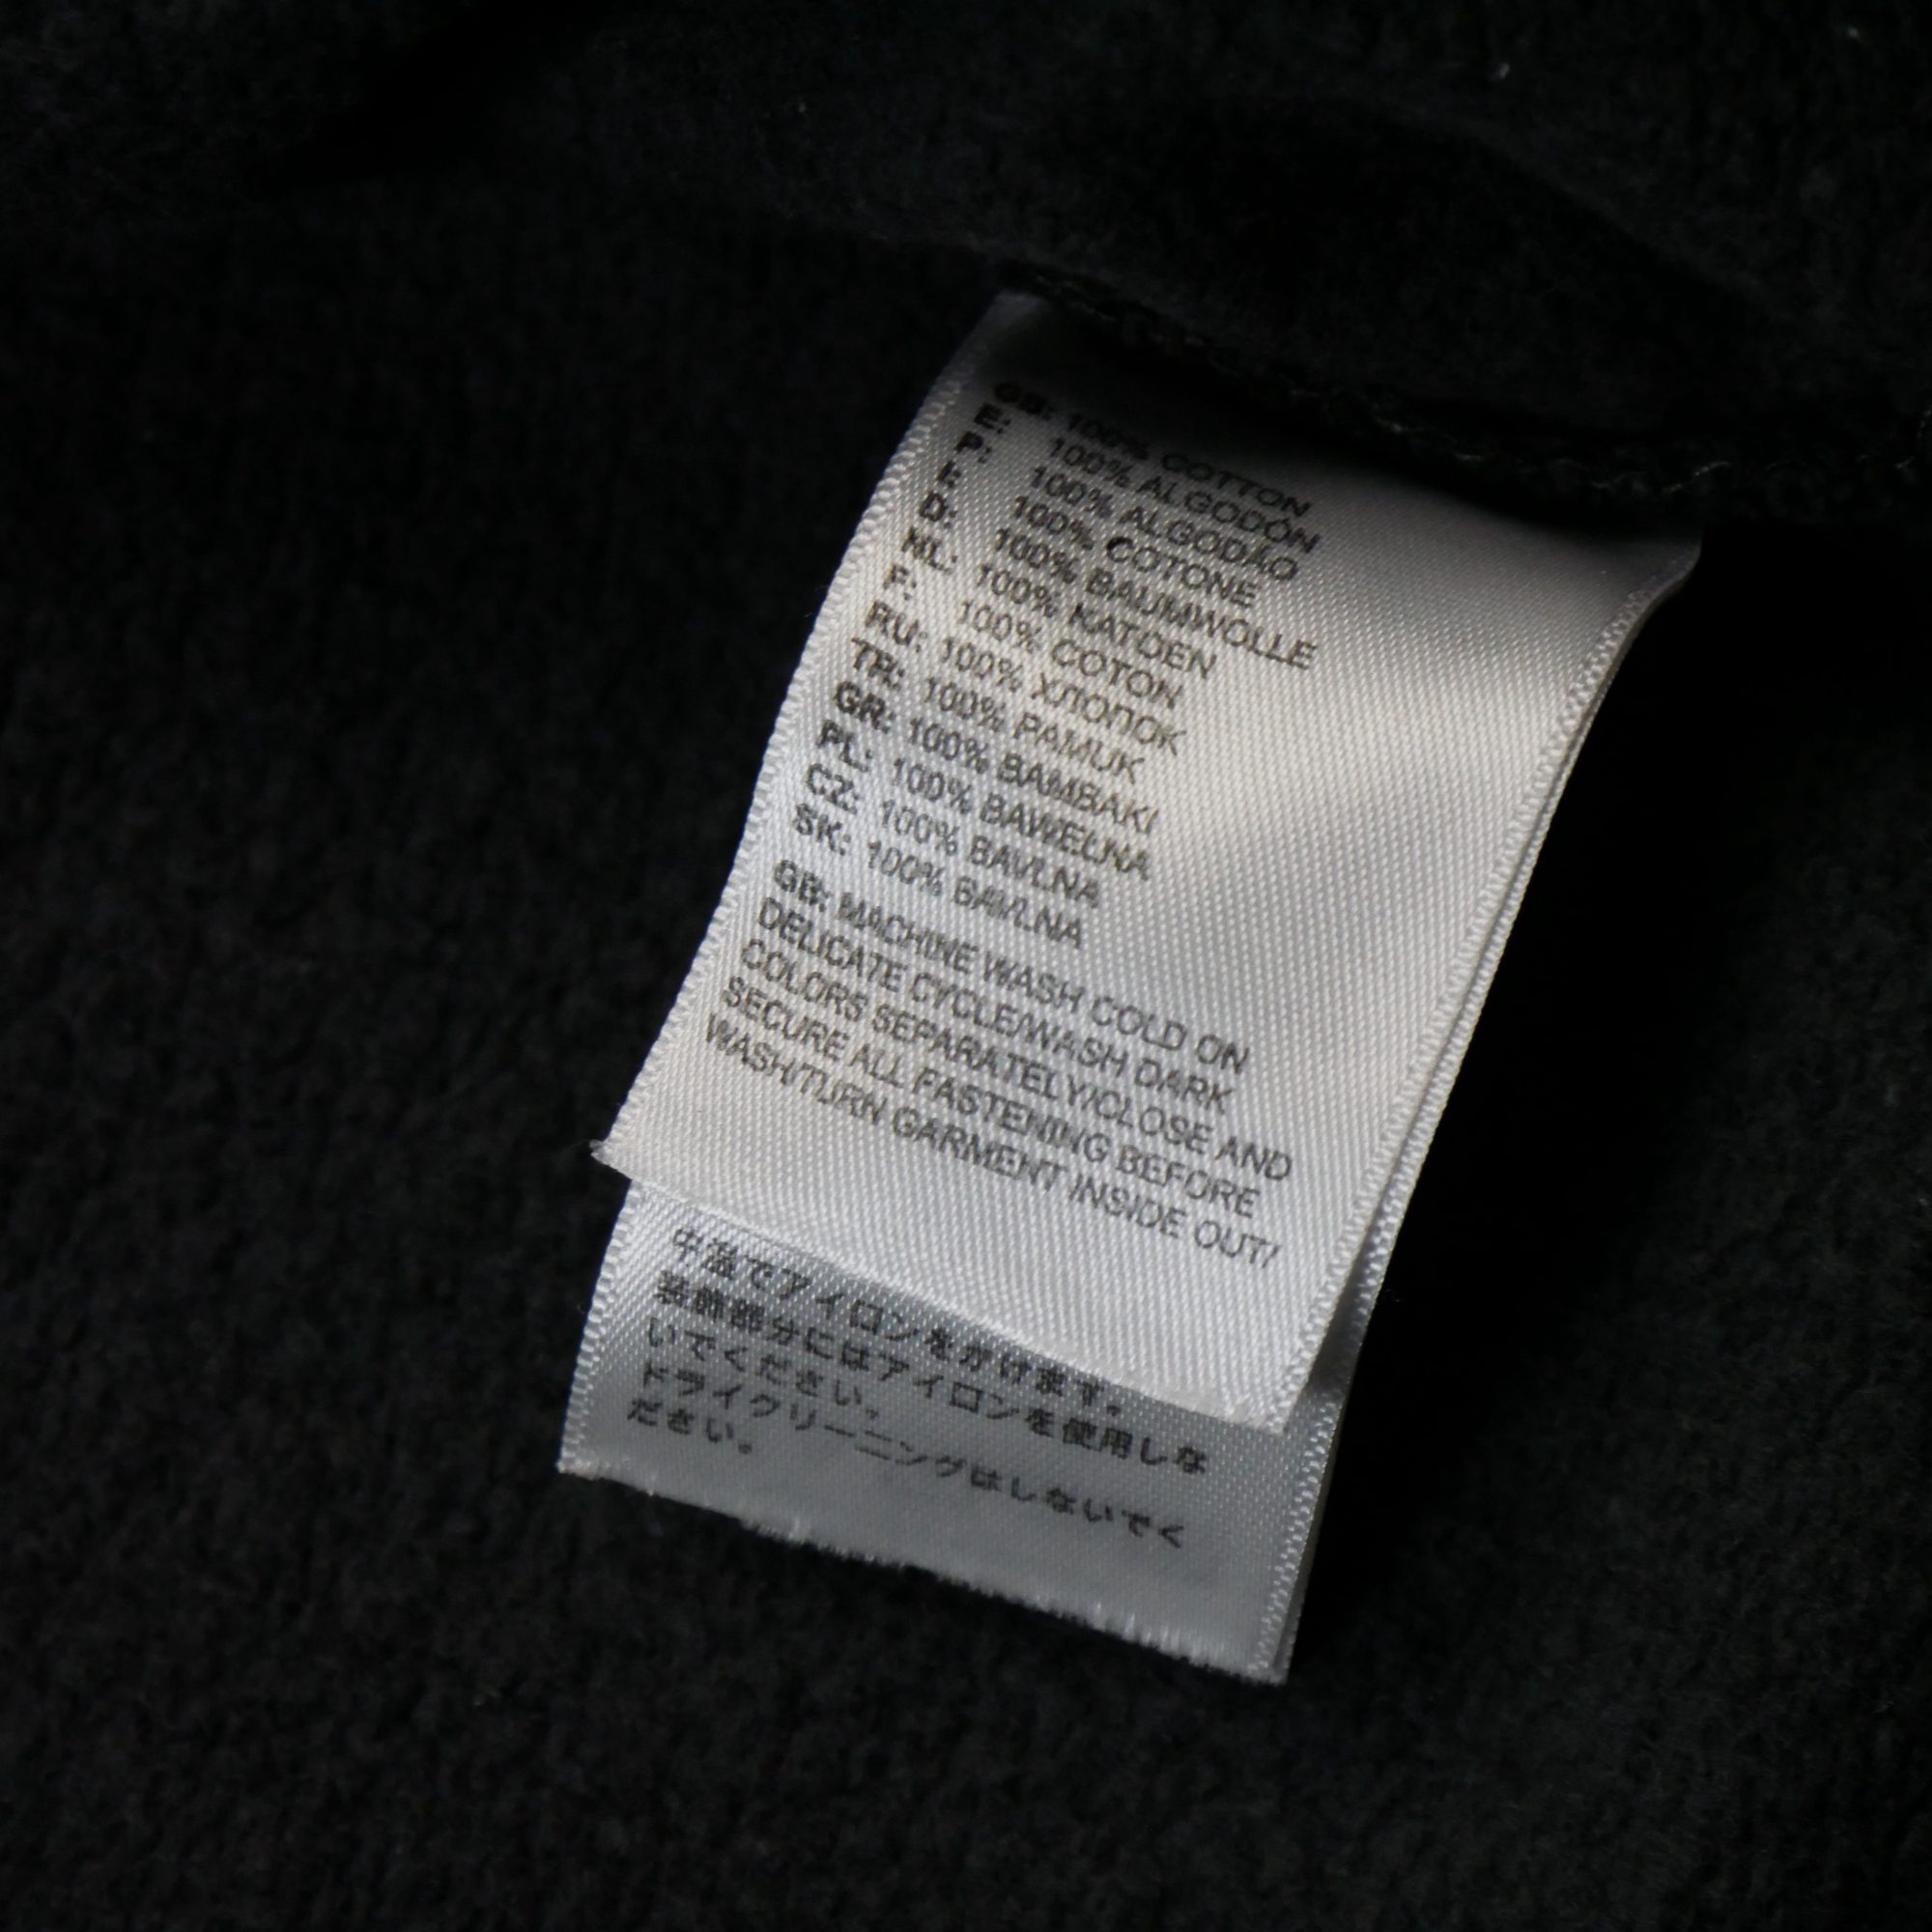 GB: 100% COTTON
E: 100% ALGODÓN
P: 100% ALGODÃO
I: 100% COTONE
D: 100% BAUMWOLLE
NL: 100% KATOEN
F: 100% COTON
RU: 100% ХЛОПОК
TR: 100% PAMUK
GR: 100% BAMBAKI
PL: 100% BAWEŁNA
CZ: 100% BAVLNA
SK: 100% BAVLNA
GB: MACHINE WASH COLD ON
DELICATE CYCLE/WASH DARK
COLORS SEPARATELY/CLOSE AND
SECURE ALL FASTENING BEFORE
WASH/TURN GARMENT INSIDE OUT/
中温でアイロンをかけます。
装飾部分にはアイロンを使用しな
いでください。
ドライクリーニングはしないでく
ださい。